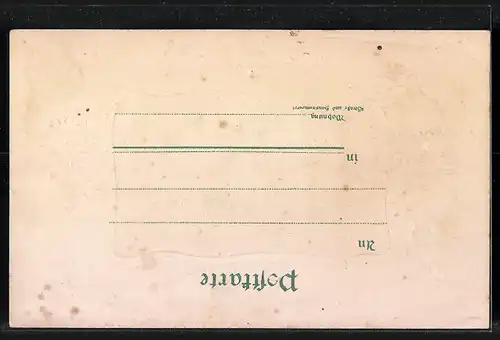 Postkarte
An
in
Wohnung
(Straße und Hausnummer)